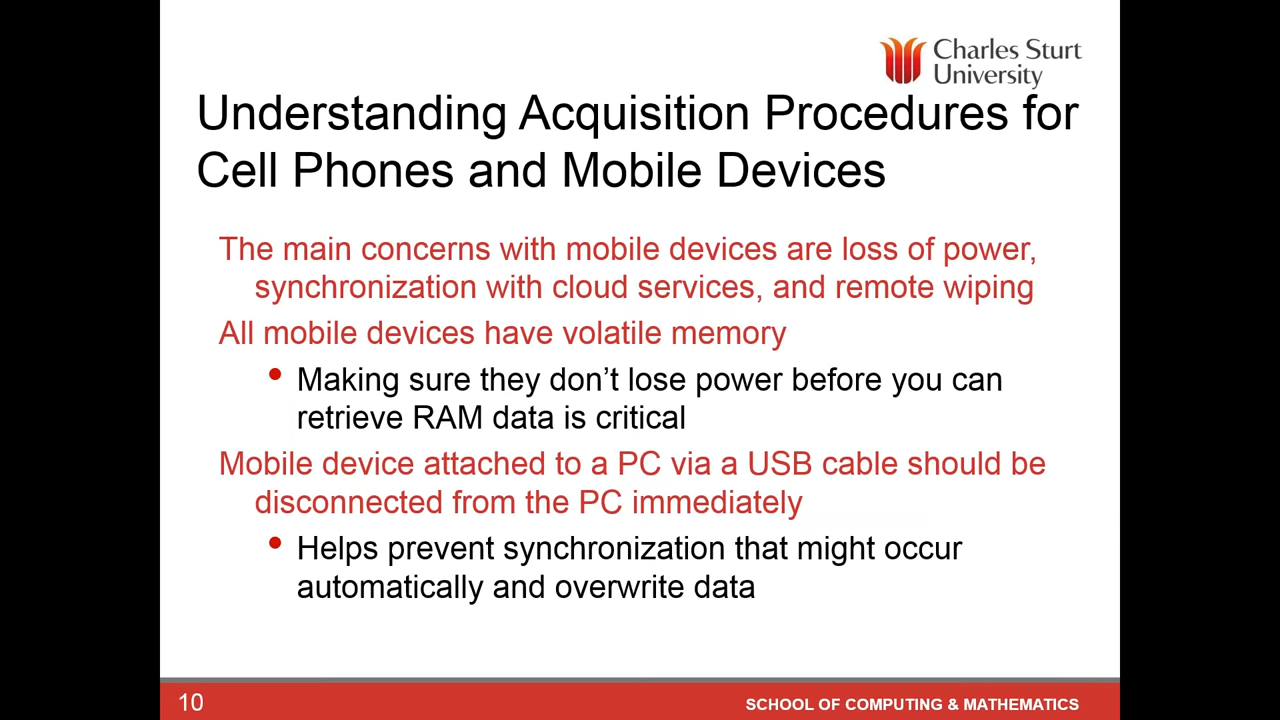 Charles Sturt
University
Understanding Acquisition Procedures for
Cell Phones and Mobile Devices
The main concerns with mobile devices are loss of power,
synchronization with cloud services, and remote wiping
All mobile devices have volatile memory
• Making sure they don’t lose power before you can
retrieve RAM data is critical
Mobile device attached to a PC via a USB cable should be
disconnected from the PC immediately
• Helps prevent synchronization that might occur
automatically and overwrite data
10
SCHOOL OF COMPUTING & MATHEMATICS